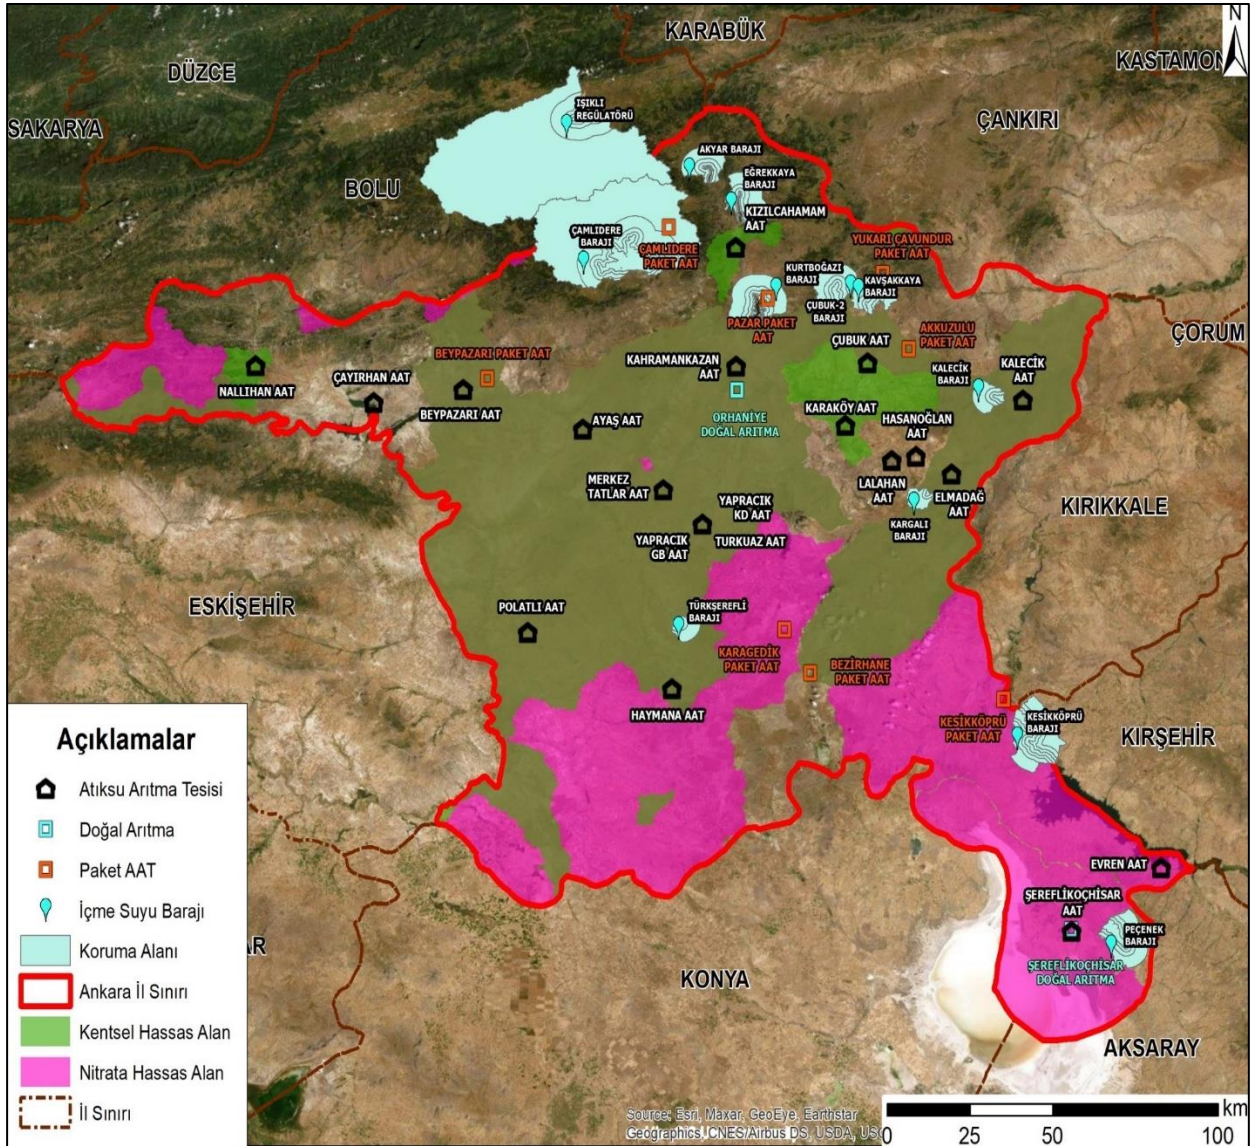 KARABÜK
N
KASTAMON
DÜZCE
SAKARYA
IŞIKLI
REGÜLATÖRÜ
ÇANKIRI
AKYAR BARAJI
BOLU
EĞREKKAYA
BARAJI
KIZILCAHAMAM
AAT
ÇAMLIDERE
BARAJI
ÇAMLIDERE
PAKET AAT
YUKARI ÇAVUNDUR
PAKET AAT
KURTBOĞAZI
BARAJI
KAVŞAKKAYA
BARAJI
ÇUBUK-2
BARAJI
PAZAR PAKET
AAT
ÇORUM
AKKUZULU
PAKET AAT
ÇUBUK AAT
BEYPAZARI PAKET AAT
KAHRAMANKAZAN
AAT
KALECİK
BARAJI
KALECİK
AAT
NALLIHAN AAT
ÇAYIRHAN AAT
BEYPAZARI AAT
ORHANİYE
DOĞAL ARITMA
AYAŞ AAT
KARAKÖY AAT
HASANOĞLAN
AAT
MERKEZ
TATLAR AAT
LALAHAN
AAT
ELMADAĞ
AAT
YAPRACIK
KD AAT
KIRIKKALE
KARGALI
BARAJI
YAPRACIK
GB AAT
TURKUAZ AAT
ESKİŞEHİR
POLATLI AAT
TÜRKŞEREFLİ
BARAJI
KARAGEDİK
PAKET AAT
BEZİRHANE
PAKET AAT
HAYMANA AAT
KESİKKÖPRÜ
PAKET AAT
KESİKKÖPRÜ
BARAJI
KIRŞEHİR
EVREN AAT
ŞEREFLİKOÇHİSAR
AAT
PEÇENEK
BARAJI
ŞEREFLİKOÇHİSAR
DOĞAL ARITMA
AR
KONYA
AKSARAY
Açıklamalar
Atıksu Arıtma Tesisi
Doğal Arıtma
Paket AAT
İçme Suyu Barajı
Koruma Alanı
Ankara İl Sınırı
Kentsel Hassas Alan
Nitrata Hassas Alan
İl Sınırı
Source: Esri, Maxar, GeoEye, Earthstar
Geographics, CNES/Airbus DS, USDA, US
km
0 25 50 100